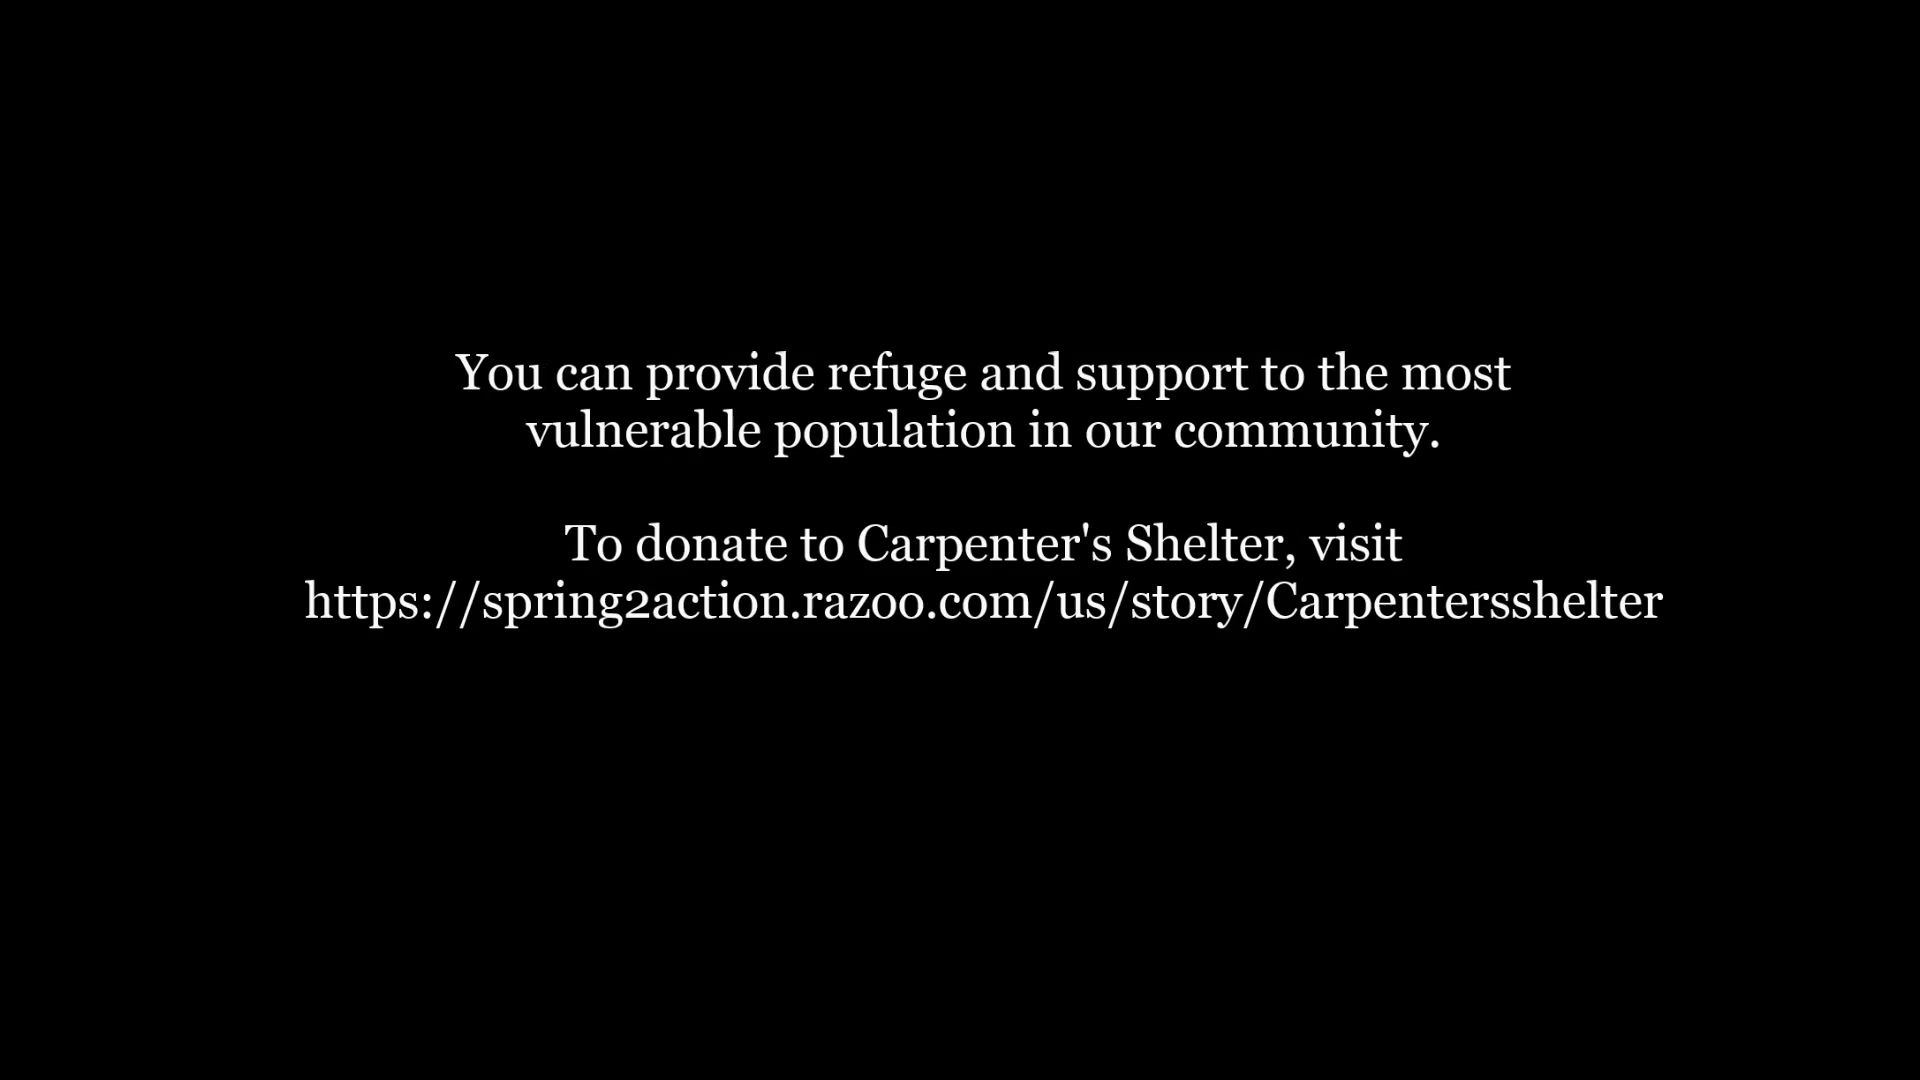 You can provide refuge and support to the most
vulnerable population in our community.
To donate to Carpenter's Shelter, visit
https://spring2action.razoo.com/us/story/Carpentersshelter